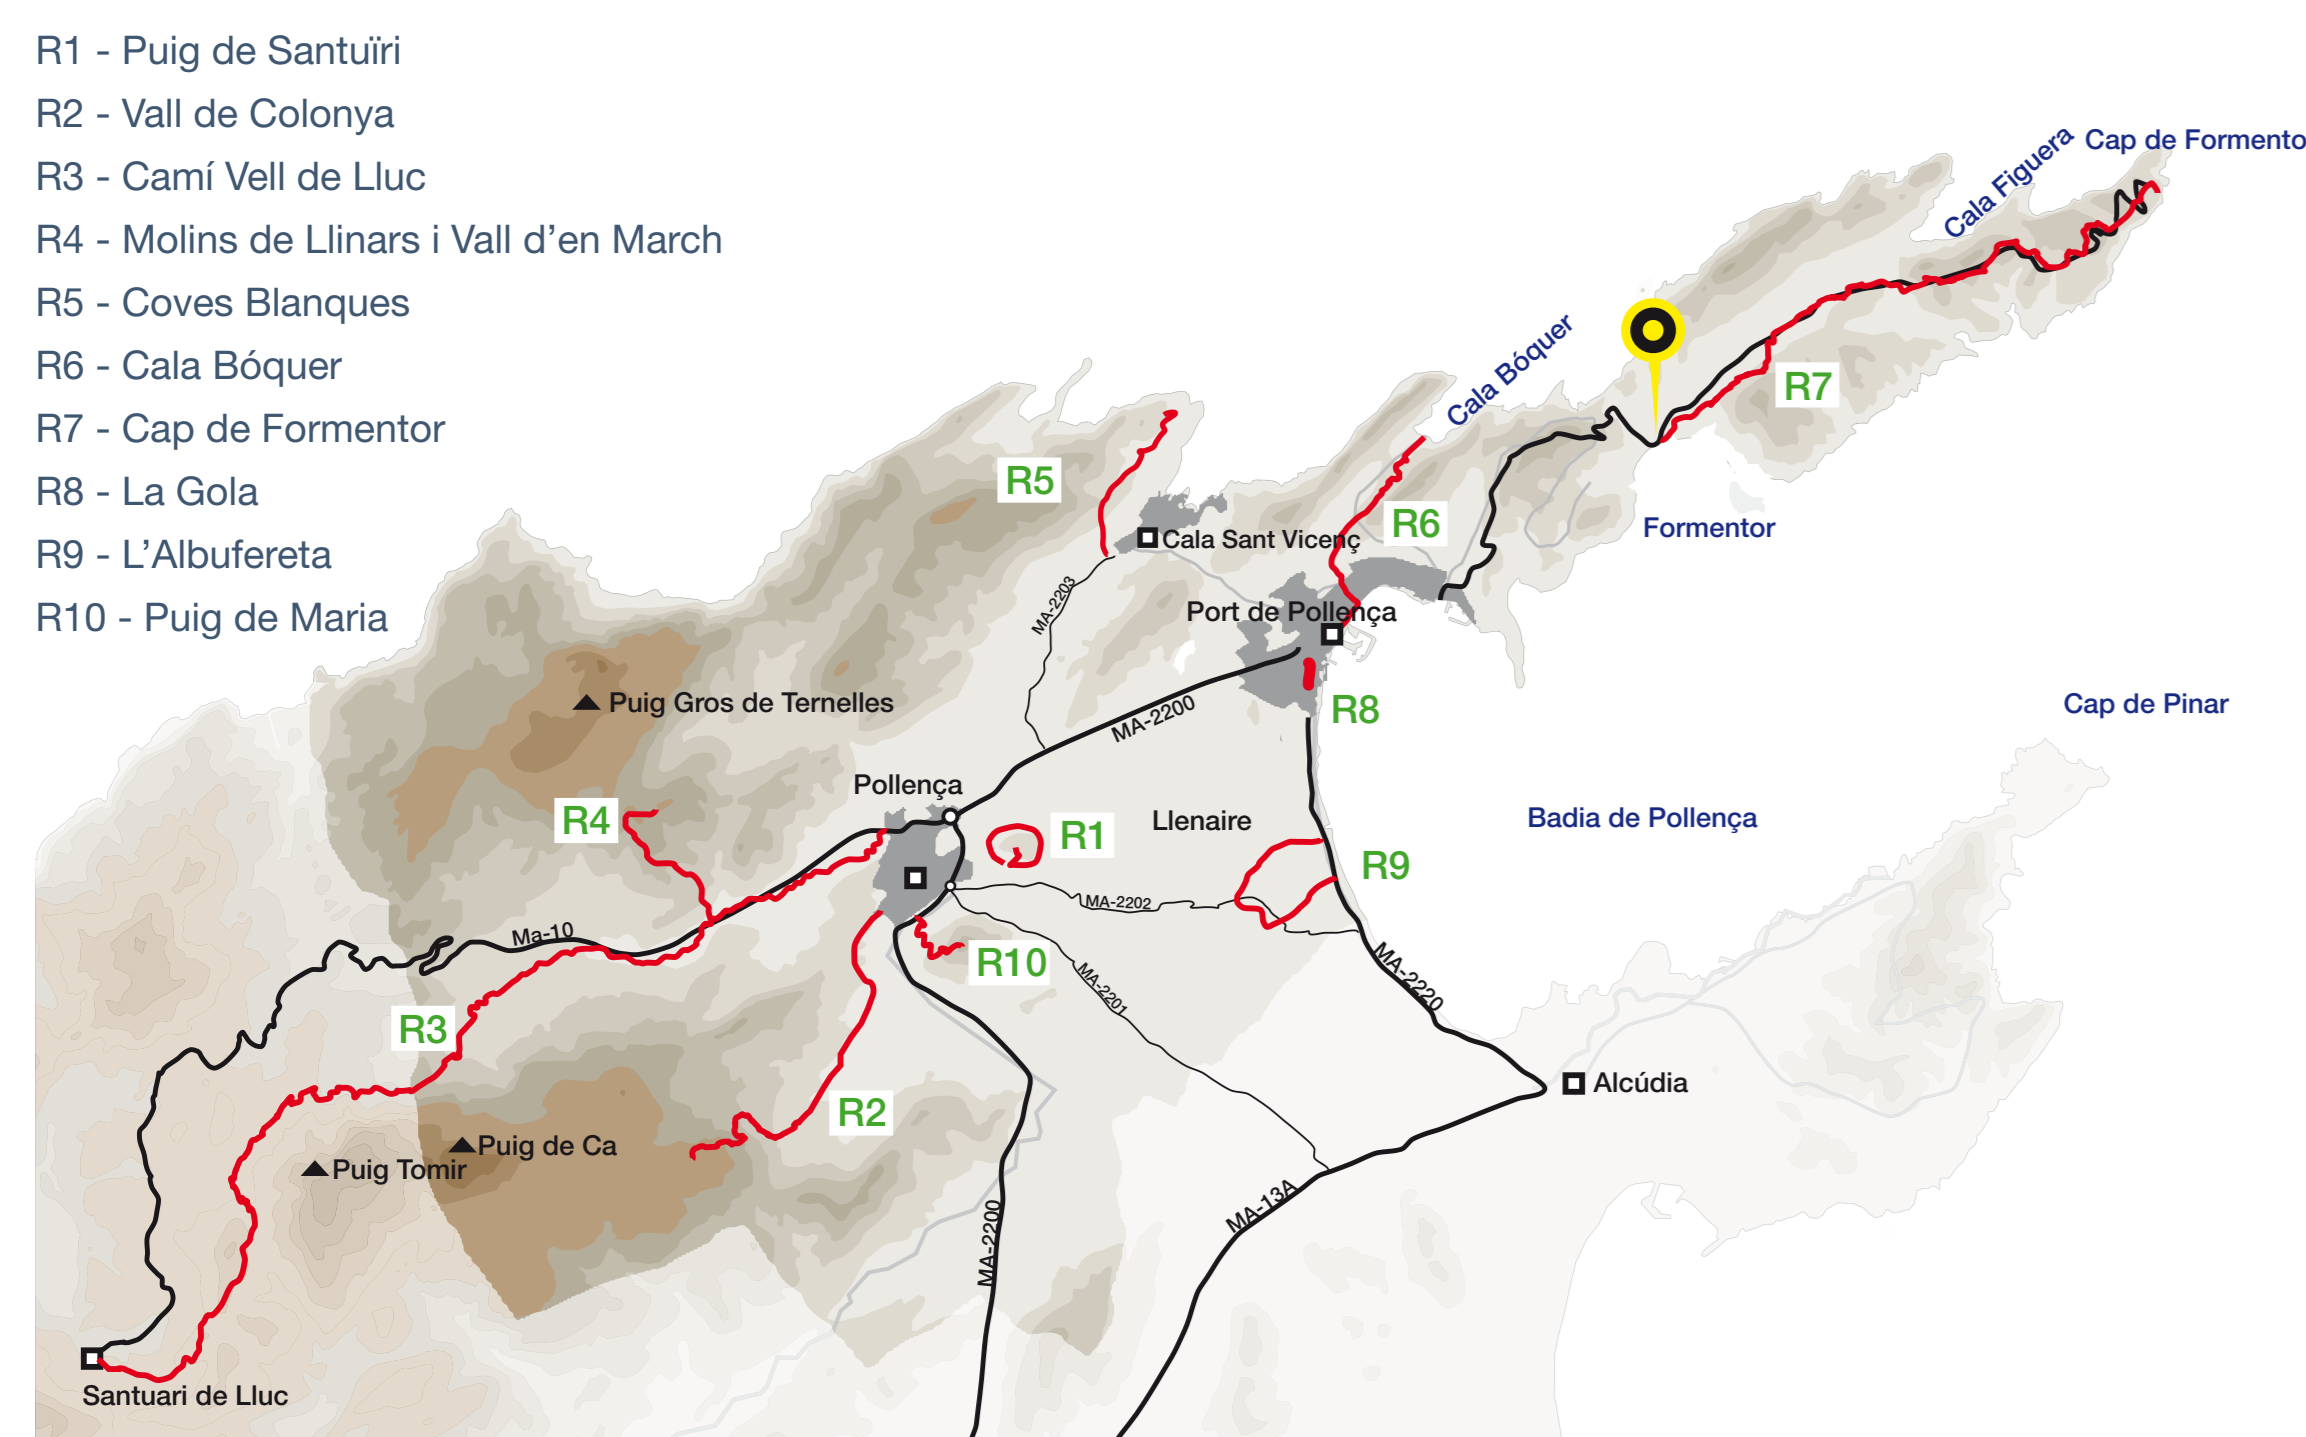 R1 - Puig de Santuïri
R2 - Vall de Colonya
R3 - Camí Vell de Lluc
R4 - Molins de Llinars i Vall d’en March
R5 - Coves Blanques
R6 - Cala Bóquer
R7 - Cap de Formentor
R8 - La Gola
R9 - L’Albufereta
R10 - Puig de Maria
Cap de Formento
Cala Figuera
Cala Bóquer
R7
R5
R6
Formentor
Cala Sant Vicenç
MA-2203
Port de Pollença
Puig Gros de Ternelles
R8
MA-2200
Cap de Pinar
Pollença
R4
R1
Llenaire
Badia de Pollença
R9
MA-2202
Ma-10
R10
MA-2201
MA-2220
R3
Alcúdia
R2
Puig de Ca
Puig Tomir
MA-13A
MA-2200
Santuari de Lluc